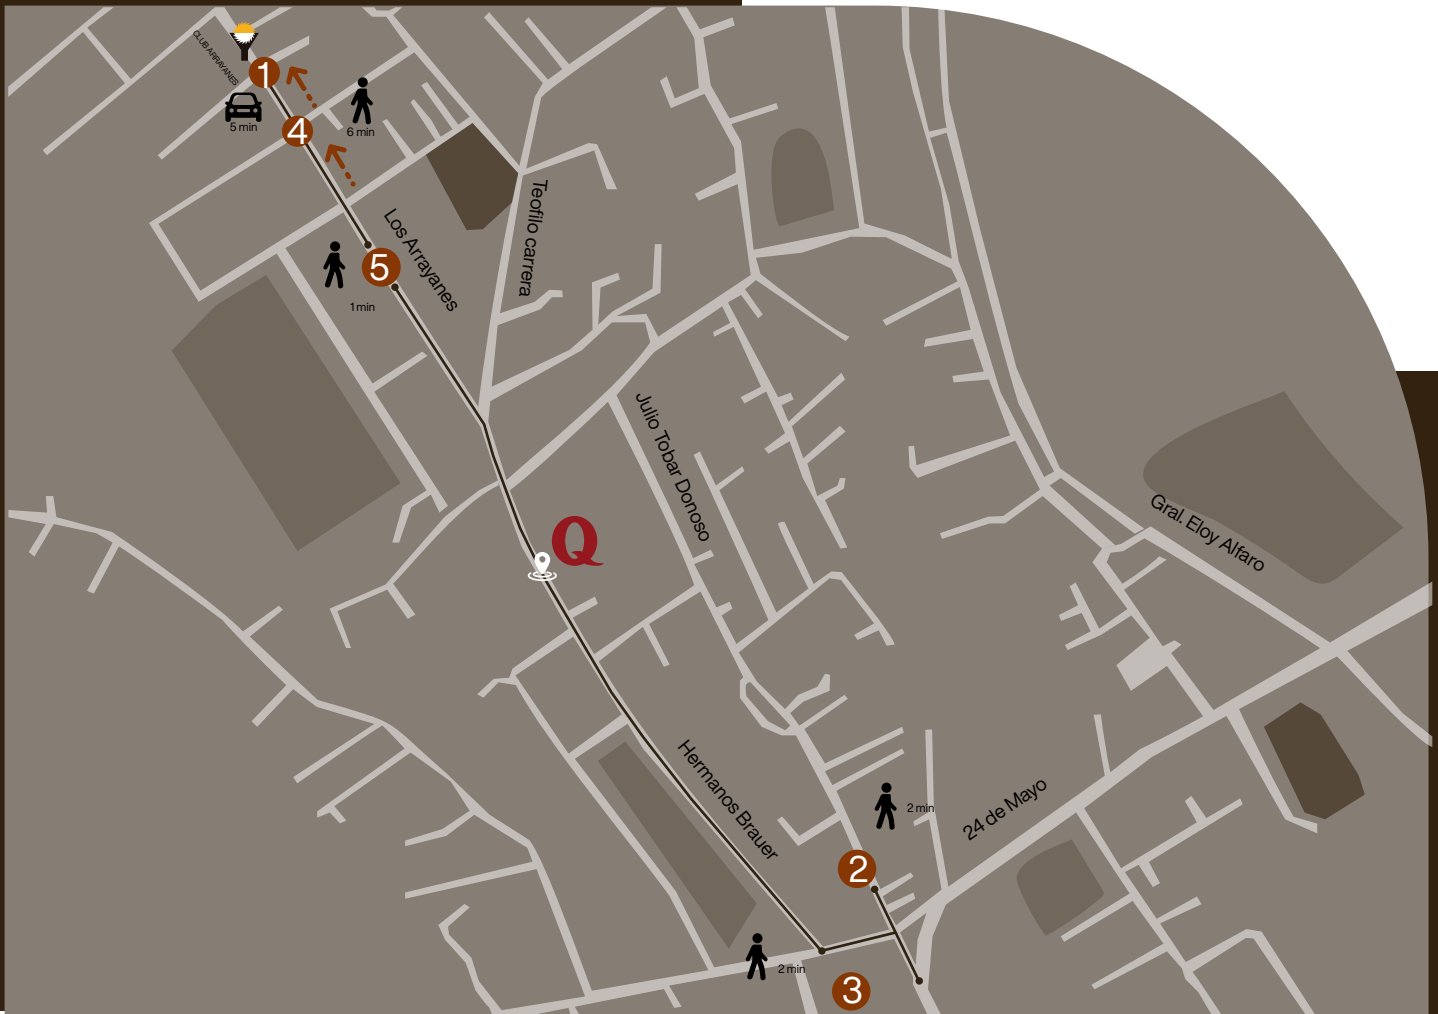 CLUB ARRAYANES
1
5 min
4
6 min
Los Arrayanes
Teofilo carrera
5
1 min
Julio Tobar Donoso
Gral. Eloy Alfaro
Q
Hermanos Brauer
24 de Mayo
2 min
2
2 min
3